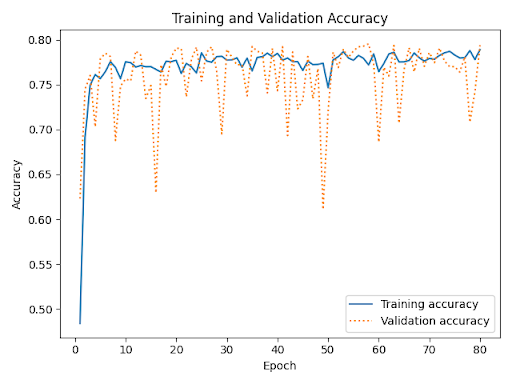 Training and Validation Accuracy
0.80
0.75
0.70
0.65
0.60
0.55
0.50
Accuracy
0 10 20 30 40 50 60 70 80
Epoch
Training accuracy
Validation accuracy